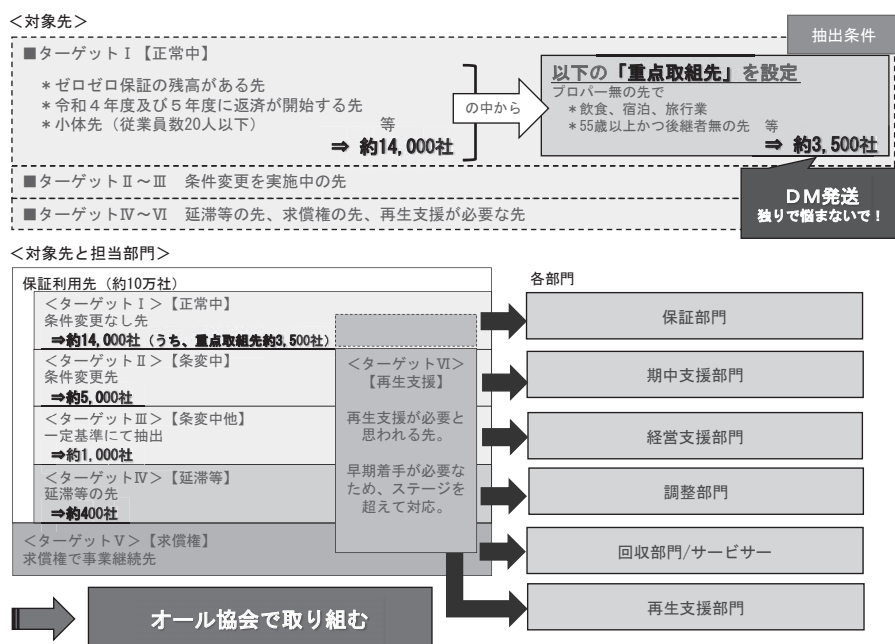 ＜対象先＞
抽出条件
■ターゲットⅠ【正常中】
＊ゼロゼロ保証の残高がある先
＊令和４年度及び５年度に返済が開始する先
＊小体先（従業員数20人以下） 等
⇒ 約14,000社
の中から
以下の「重点取組先」を設定
プロパー無の先で
＊飲食、宿泊、旅行業
＊55歳以上かつ後継者無の先 等
⇒ 約3,500社
■ターゲットⅡ～Ⅲ 条件変更を実施中の先
■ターゲットⅣ～Ⅵ 延滞等の先、求償権の先、再生支援が必要な先
ＤＭ発送
独りで悩まないで！
＜対象先と担当部門＞
保証利用先（約10万社）
＜ターゲットⅠ＞【正常中】
条件変更なし先
⇒約14,000社（うち、重点取組先約3,500社）
＜ターゲットⅡ＞【条変中】
条件変更先
⇒約5,000社
＜ターゲットⅢ＞【条変中他】
一定基準にて抽出
⇒約1,000社
＜ターゲットⅣ＞【延滞等】
延滞等の先
⇒約400社
＜ターゲットⅤ＞【求償権】
求償権で事業継続先
＜ターゲットⅥ＞
【再生支援】
再生支援が必要と
思われる先。
早期着手が必要な
ため、ステージを
超えて対応。
各部門
保証部門
期中支援部門
経営支援部門
調整部門
回収部門/サービサー
再生支援部門
オール協会で取り組む